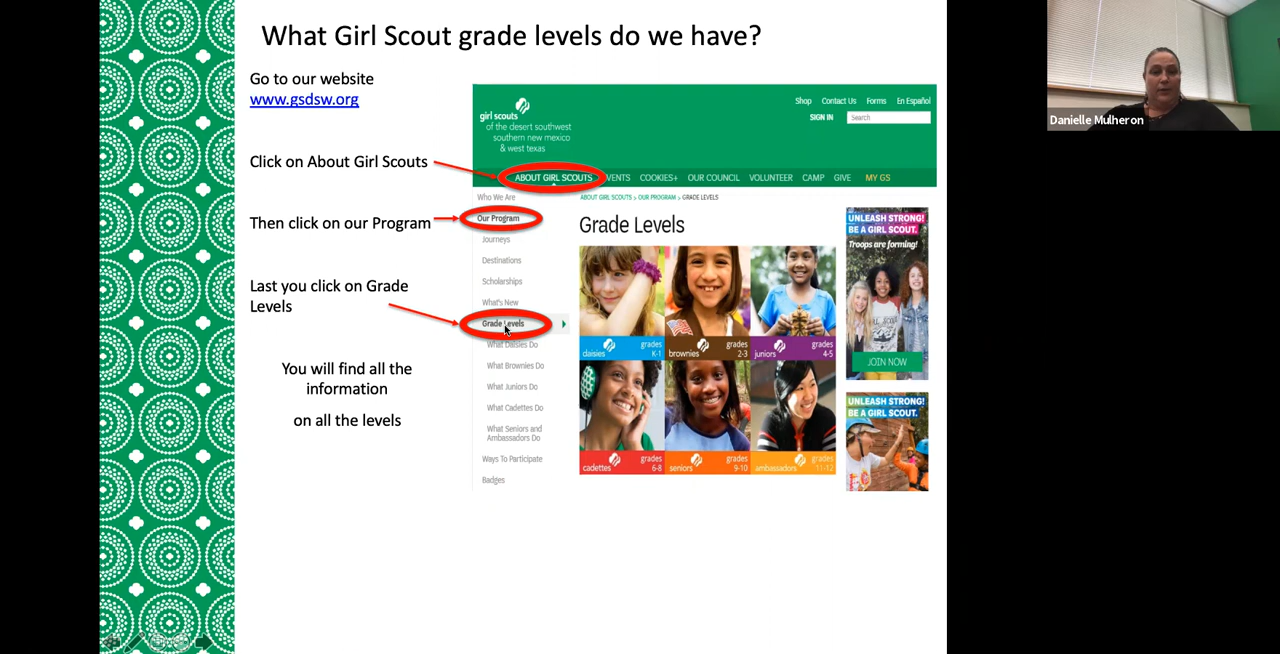 What Girl Scout grade levels do we have?
Go to our website
www.gsdsw.org
Click on About Girl Scouts
Then click on our Program
Last you click on Grade
Levels
You will find all the
information
on all the levels
girl scouts
of the desert southwest
southern new mexico
& west texas
Shop Contact Us Forms En Español
SIGN IN Search
ABOUT GIRL SCOUTS VENTS COOKIES+ OUR COUNCIL VOLUNTEER CAMP GIVE MY GS
Who We Are
Our Program
Journeys
Destinations
Scholarships
What's New
Grade Levels
What Daisies Do
What Brownies Do
What Juniors Do
What Cadettes Do
What Seniors and
Ambassadors Do
Ways To Participate
Badges
ABOUT GIRL SCOUTS > OUR PROGRAM > GRADE LEVELS
Grade Levels
daisies grades K-1
brownies grades 2-3
juniors grades 4-5
cadettes grades 6-8
seniors grades 9-10
ambassadors grades 11-12
UNLEASH STRONG!
BE A GIRL SCOUT.
Troops are forming!
JOIN NOW
UNLEASH STRONG!
BE A GIRL SCOUT.
Danielle Mulheron